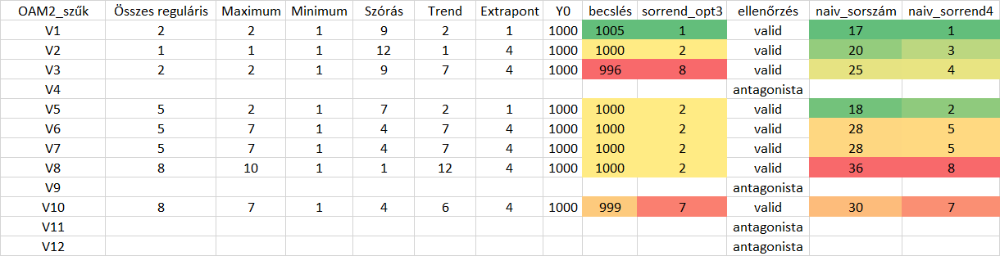 OAM2_szűk Összes reguláris Maximum Minimum Szórás Trend Extrapont Y0 becslés sorrend_opt3 ellenőrzés naiv_sorszám naiv_sorrend4
V1 2 2 1 9 2 1 1000 1005 1 valid 17 1
V2 1 1 1 12 1 4 1000 1000 2 valid 20 3
V3 2 2 1 9 7 4 1000 996 8 valid 25 4
V4 antagonista
V5 5 2 1 7 2 1 1000 1000 2 valid 18 2
V6 5 7 1 4 7 4 1000 1000 2 valid 28 5
V7 5 7 1 4 7 4 1000 1000 2 valid 28 5
V8 8 10 1 1 12 4 1000 1000 2 valid 36 8
V9 antagonista
V10 8 7 1 4 6 4 1000 999 7 valid 30 7
V11 antagonista
V12 antagonista